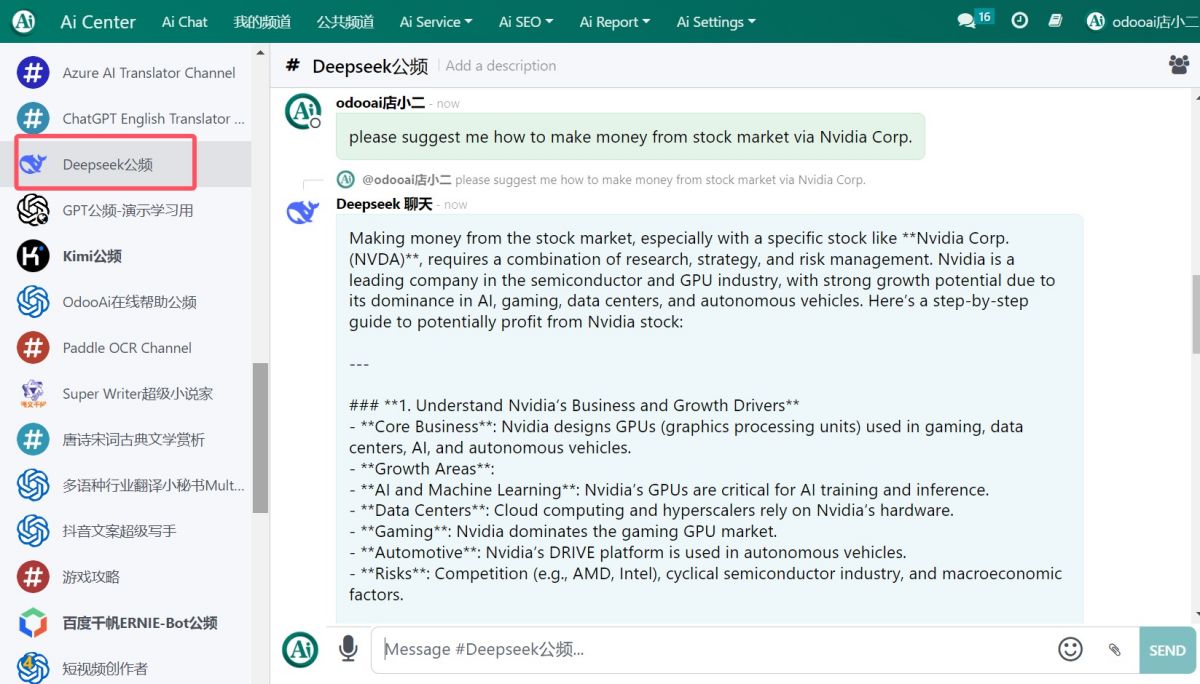 Ai Ai Center Ai Chat 我的频道 公共频道 Ai Service Ai SEO Ai Report Ai Settings 16 Ai odooai店小二
# Azure AI Translator Channel
# ChatGPT English Translator ...
Deepseek公频
GPT公频-演示学习用
K Kimi公频
OdooAi在线帮助公频
# Paddle OCR Channel
Super Writer超级小说家
# 唐诗宋词古典文学赏析
多语种行业翻译小秘书Mult...
抖音文案超级写手
# 游戏攻略
百度千帆ERNIE-Bot公频
4 短视频创作者
# Deepseek公频 Add a description
Ai odooai店小二 - now
please suggest me how to make money from stock market via Nvidia Corp.
Ai @odooai店小二 please suggest me how to make money from stock market via Nvidia Corp.
Deepseek 聊天 - now
Making money from the stock market, especially with a specific stock like **Nvidia Corp.
(NVDA)**, requires a combination of research, strategy, and risk management. Nvidia is a
leading company in the semiconductor and GPU industry, with strong growth potential due to
its dominance in AI, gaming, data centers, and autonomous vehicles. Here’s a step-by-step
guide to potentially profit from Nvidia stock:
---
### **1. Understand Nvidia’s Business and Growth Drivers**
- **Core Business**: Nvidia designs GPUs (graphics processing units) used in gaming, data
centers, AI, and autonomous vehicles.
- **Growth Areas**:
- **AI and Machine Learning**: Nvidia’s GPUs are critical for AI training and inference.
- **Data Centers**: Cloud computing and hyperscalers rely on Nvidia’s hardware.
- **Gaming**: Nvidia dominates the gaming GPU market.
- **Automotive**: Nvidia’s DRIVE platform is used in autonomous vehicles.
- **Risks**: Competition (e.g., AMD, Intel), cyclical semiconductor industry, and macroeconomic
factors.
Ai Message #Deepseek公频... SEND